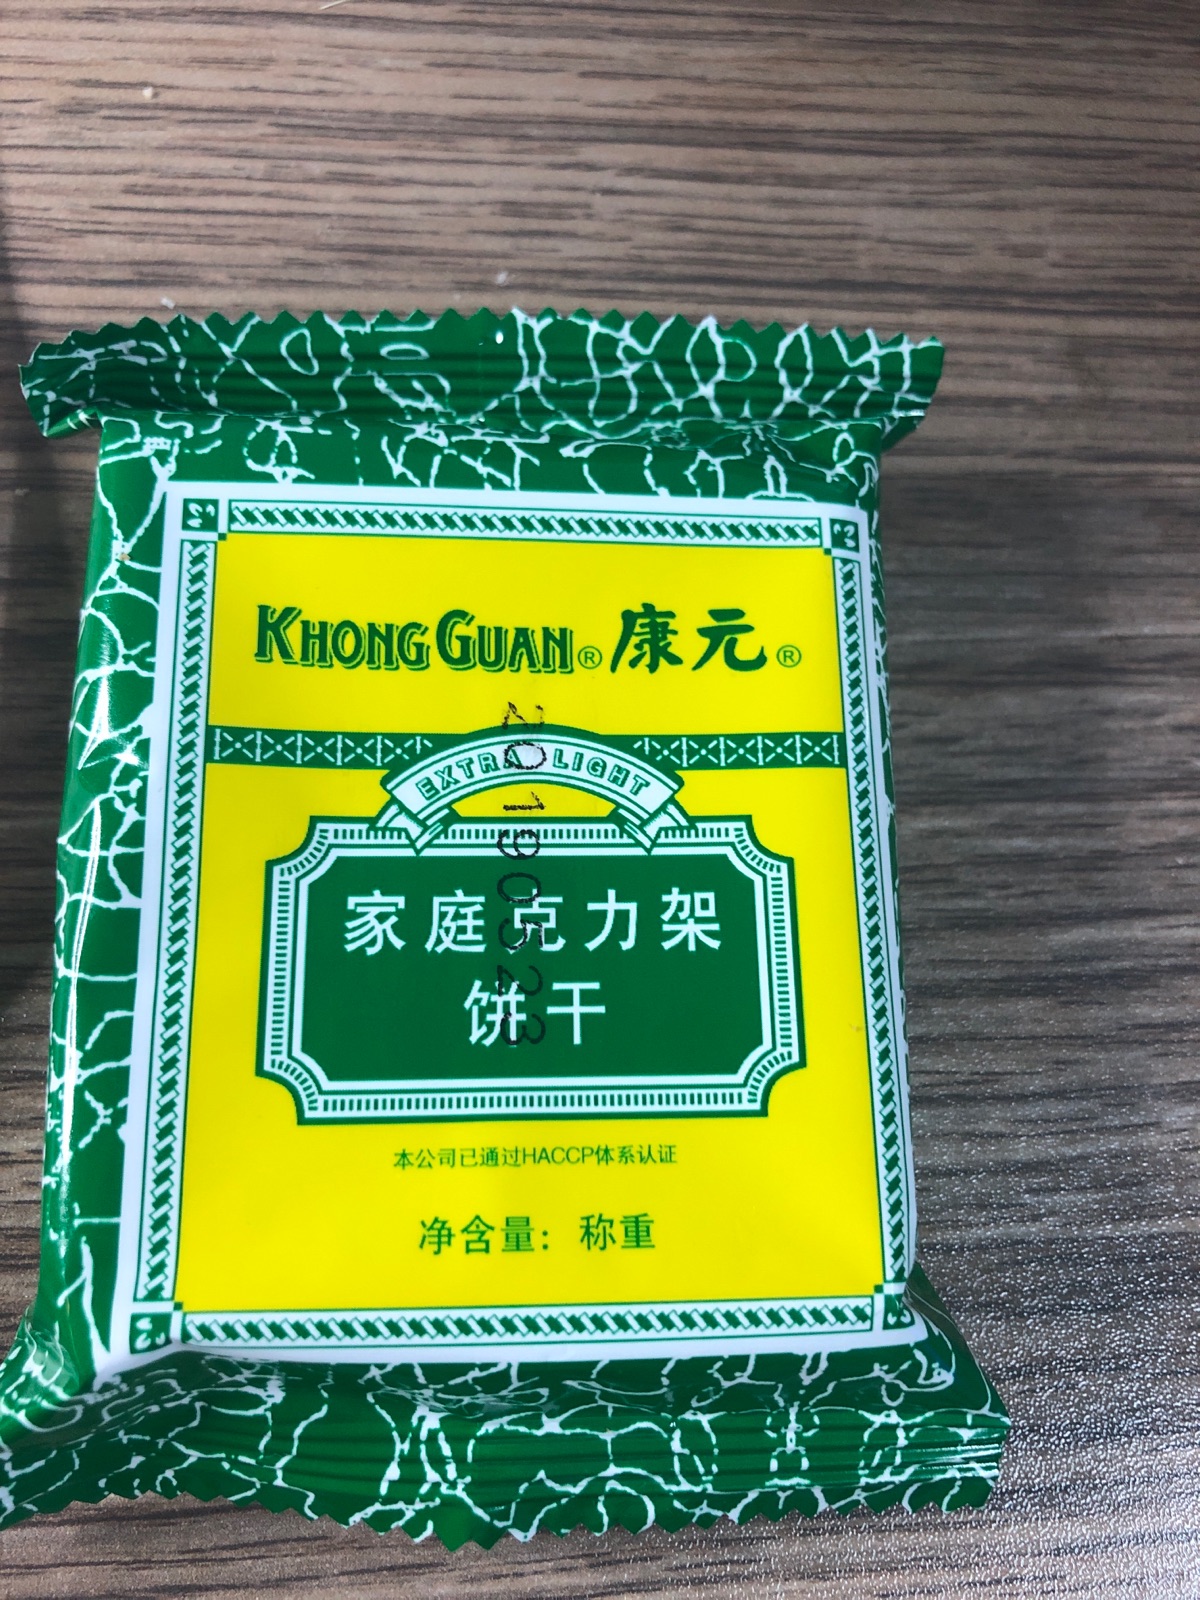 KHONG GUAN® 康元®
EXTRA LIGHT
20190523
家庭克力架
饼干
本公司已通过HACCP体系认证
净含量：称重